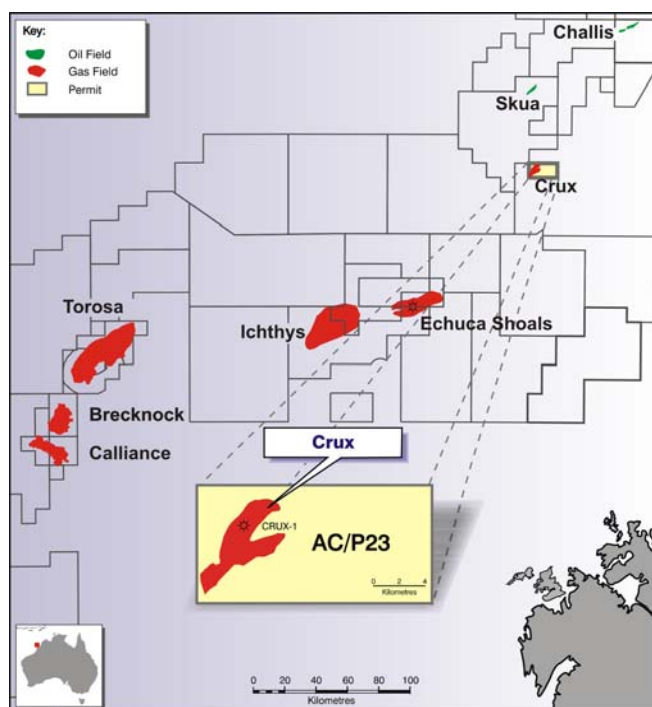 Key:
Oil Field
Gas Field
Permit
Challis
Skua
Crux
Torosa
Ichthys
Echuca Shoals
Brecknock
Calliance
Crux
CRUX-1
AC/P23
0 2 4
Kilometres
0 20 40 60 80 100
Kilometres